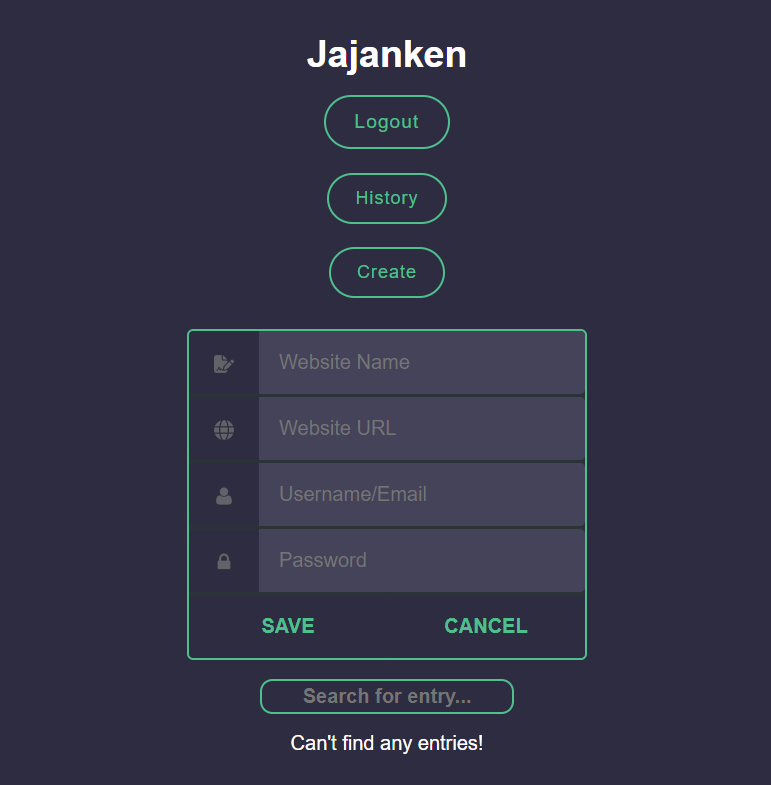 Jajanken
Logout
History
Create
Website Name
Website URL
Username/Email
Password
SAVE CANCEL
Search for entry...
Can't find any entries!